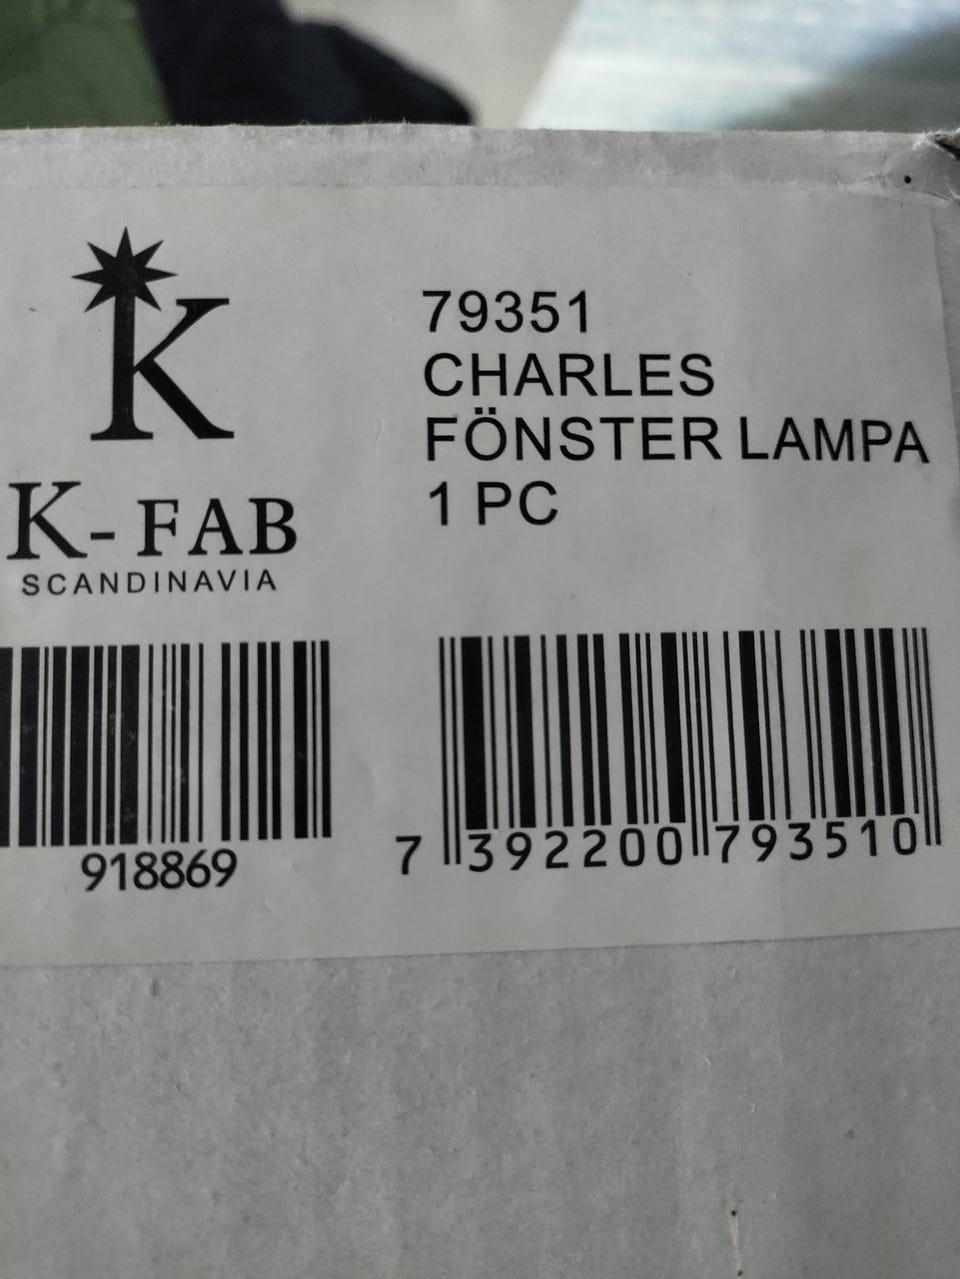 K
K-FAB
SCANDINAVIA
79351
CHARLES
FÖNSTER LAMPA
1 PC
918869
7 392200 793510